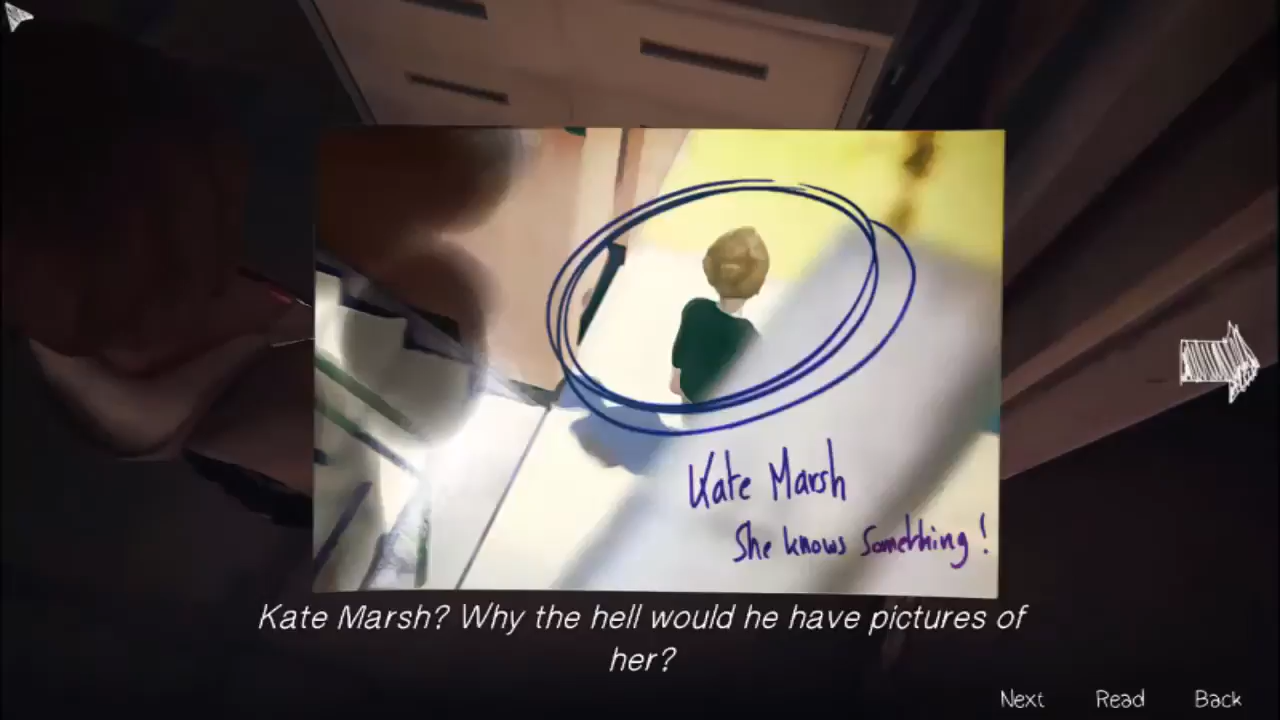 Kate Marsh
She knows something!
Kate Marsh? Why the hell would he have pictures of
her?
Next Read Back